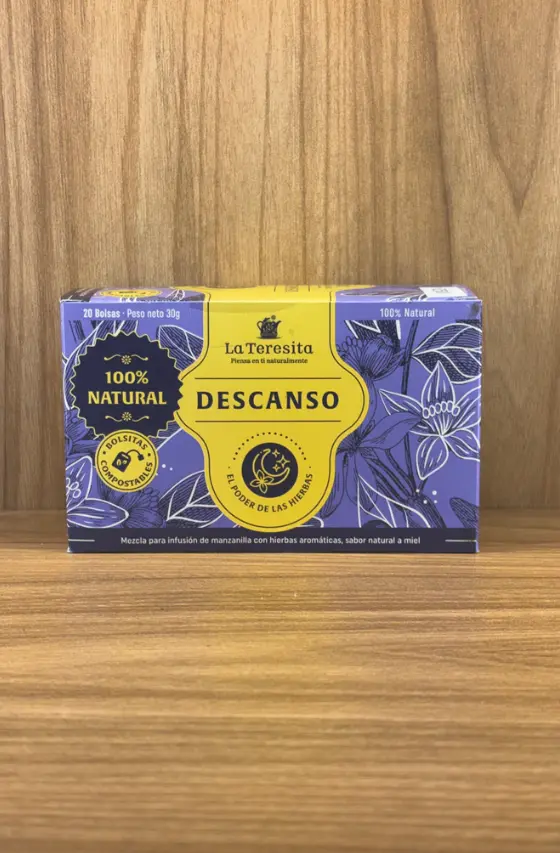 20 Bolsas · Peso neto 30g
100% Natural
La Teresita
Piensa en ti naturalmente
100%
NATURAL
DESCANSO
BOLSITAS
COMPOSTABLES
EL PODER DE LAS HIERBAS
Mezcla para infusión de manzanilla con hierbas aromáticas, sabor natural a miel